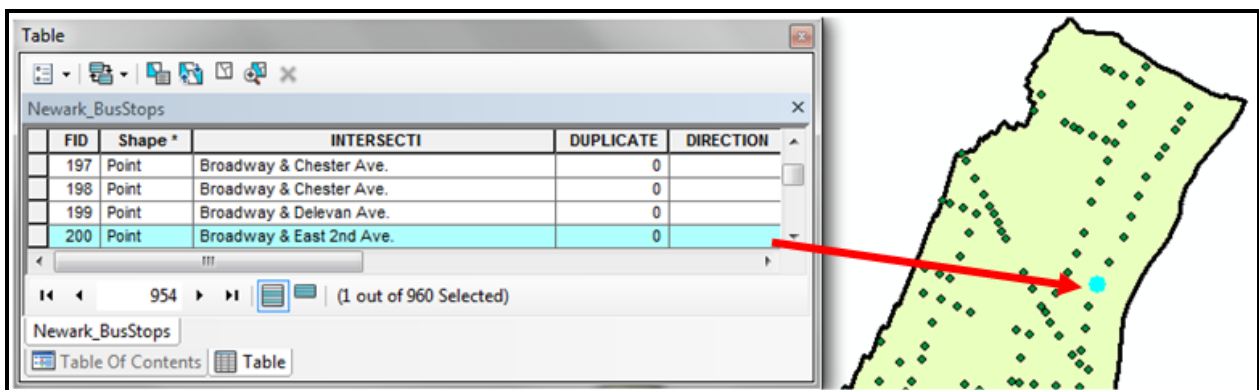 Table
Newark_BusStops
FID Shape * INTERSECTI DUPLICATE DIRECTION
197 Point Broadway & Chester Ave. 0
198 Point Broadway & Chester Ave. 0
199 Point Broadway & Delevan Ave. 0
200 Point Broadway & East 2nd Ave. 0
954 (1 out of 960 Selected)
Newark_BusStops
Table Of Contents Table